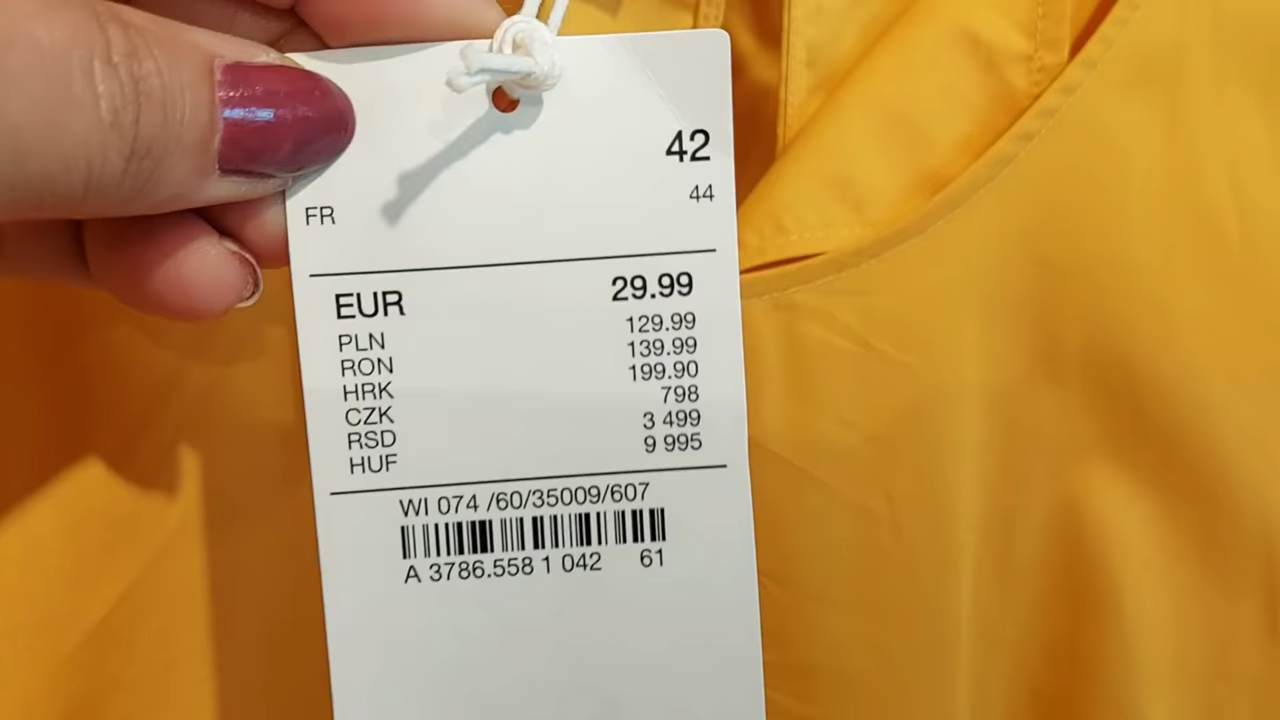 42
FR 44
EUR 29.99
PLN 129.99
RON 139.99
HRK 199.90
CZK 798
RSD 3 499
HUF 9 995
WI 074 /60/35009/607
A 3786.558 1 042 61